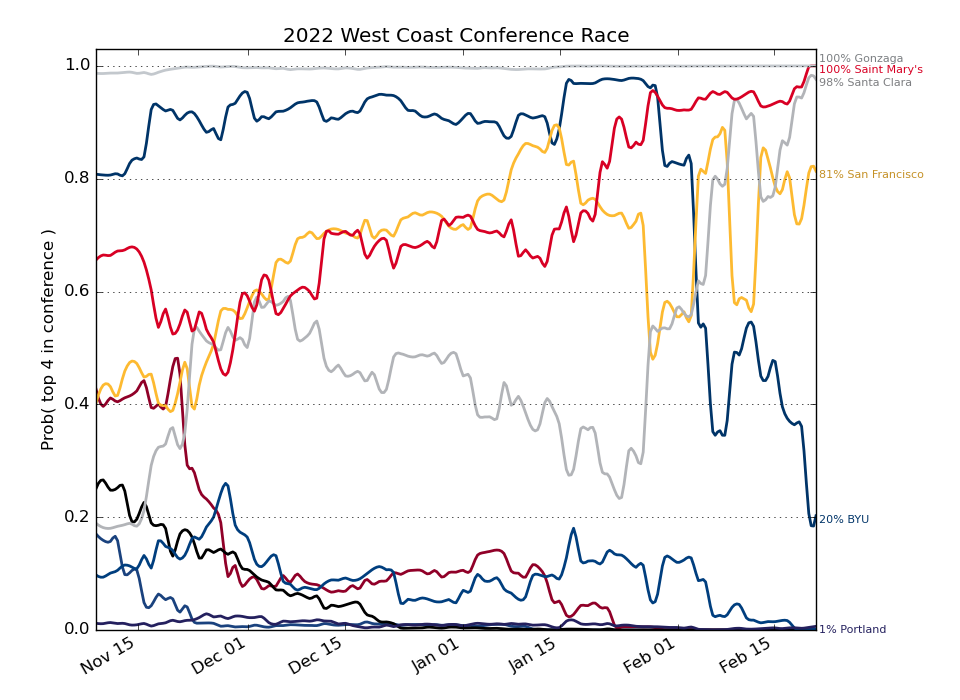 2022 West Coast Conference Race
Prob( top 4 in conference )
1.0
0.8
0.6
0.4
0.2
0.0
Nov 15
Dec 01
Dec 15
Jan 01
Jan 15
Feb 01
Feb 15
100% Gonzaga
100% Saint Mary's
98% Santa Clara
81% San Francisco
20% BYU
1% Portland